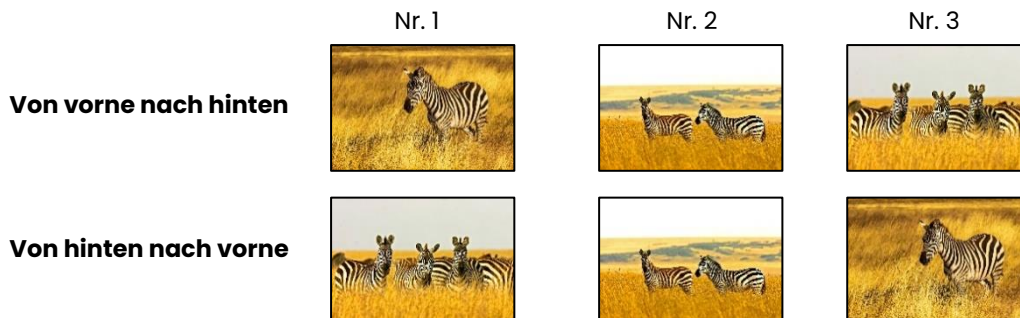 Nr. 1 Nr. 2 Nr. 3
Von vorne nach hinten
Von hinten nach vorne